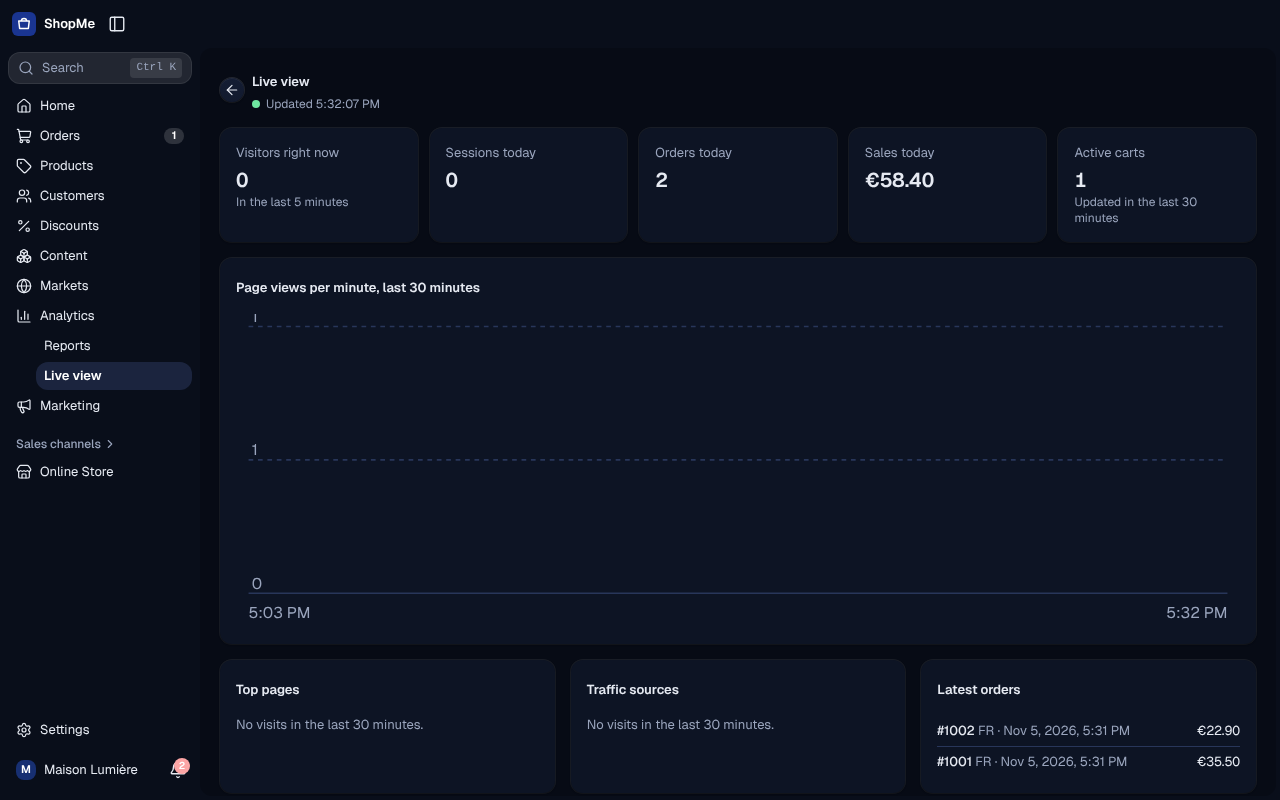 ShopMe
Search Ctrl K
Home
Orders 1
Products
Customers
Discounts
Content
Markets
Analytics
Reports
Live view
Marketing
Sales channels
Online Store
Settings
M Maison Lumière 2
Live view
Updated 5:32:07 PM
Visitors right now
0
In the last 5 minutes
Sessions today
0
Orders today
2
Sales today
€58.40
Active carts
1
Updated in the last 30
minutes
Page views per minute, last 30 minutes
1
0
5:03 PM 5:32 PM
Top pages
No visits in the last 30 minutes.
Traffic sources
No visits in the last 30 minutes.
Latest orders
#1002 FR · Nov 5, 2026, 5:31 PM €22.90
#1001 FR · Nov 5, 2026, 5:31 PM €35.50